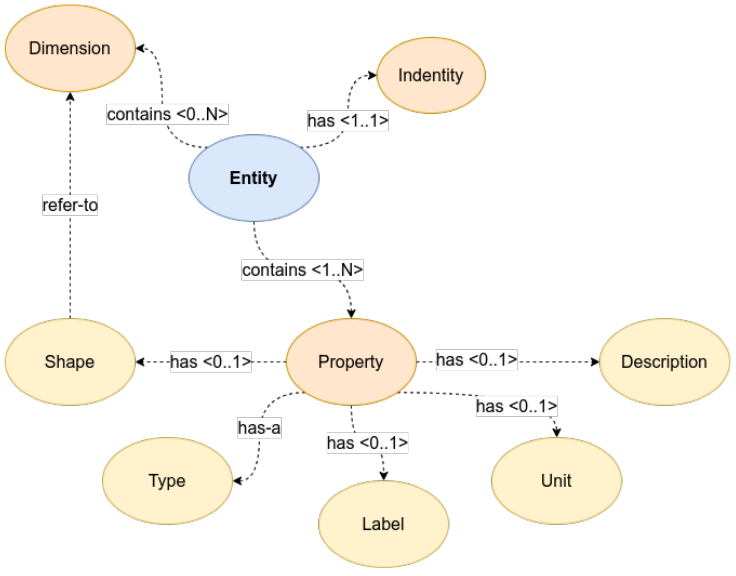 Dimension
Indentity
contains <0..N>
has <1..1>
Entity
refer-to
contains <1..N>
Shape
has <0..1>
Property
has <0..1>
Description
has <0..1>
has-a
has <0..1>
Type
Unit
Label